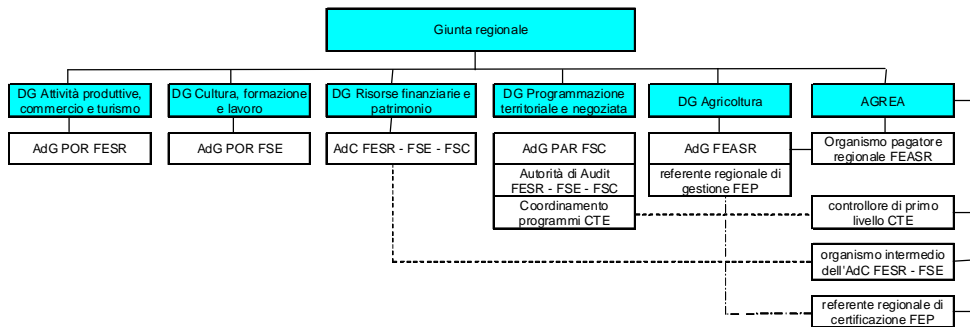 Giunta regionale
DG Attività produttive,
commercio e turismo
DG Cultura, formazione
e lavoro
DG Risorse finanziarie e
patrimonio
DG Programmazione
territoriale e negoziata
DG Agricoltura
AGREA
AdG POR FESR
AdG POR FSE
AdC FESR - FSE - FSC
AdG PAR FSC
Autorità di Audit
FESR - FSE - FSC
Coordinamento
programmi CTE
AdG FEASR
referente regionale di
gestione FEP
Organismo pagatore
regionale FEASR
controllore di primo
livello CTE
organismo intermedio
dell'AdC FESR - FSE
referente regionale di
certificazione FEP